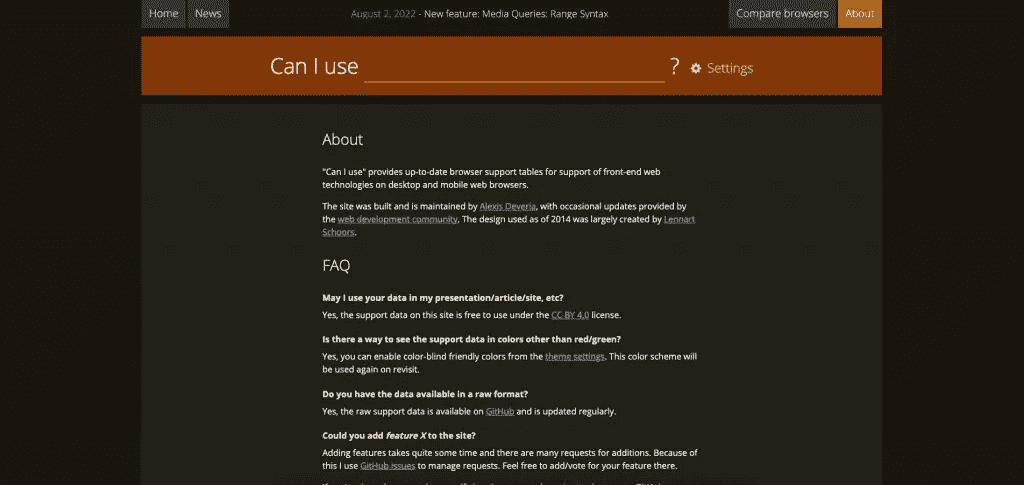 Home News August 2, 2022 - New feature: Media Queries: Range Syntax Compare browsers About
Can I use ? Settings
About
"Can I use" provides up-to-date browser support tables for support of front-end web
technologies on desktop and mobile web browsers.
The site was built and is maintained by Alexis Deveria, with occasional updates provided by
the web development community. The design used as of 2014 was largely created by Lennart
Schoors.
FAQ
May I use your data in my presentation/article/site, etc?
Yes, the support data on this site is free to use under the CC BY 4.0 license.
Is there a way to see the support data in colors other than red/green?
Yes, you can enable color-blind friendly colors from the theme settings. This color scheme will
be used again on revisit.
Do you have the data available in a raw format?
Yes, the raw support data is available on GitHub and is updated regularly.
Could you add feature X to the site?
Adding features takes quite some time and there are many requests for additions. Because of
this I use GitHub issues to manage requests. Feel free to add/vote for your feature there.